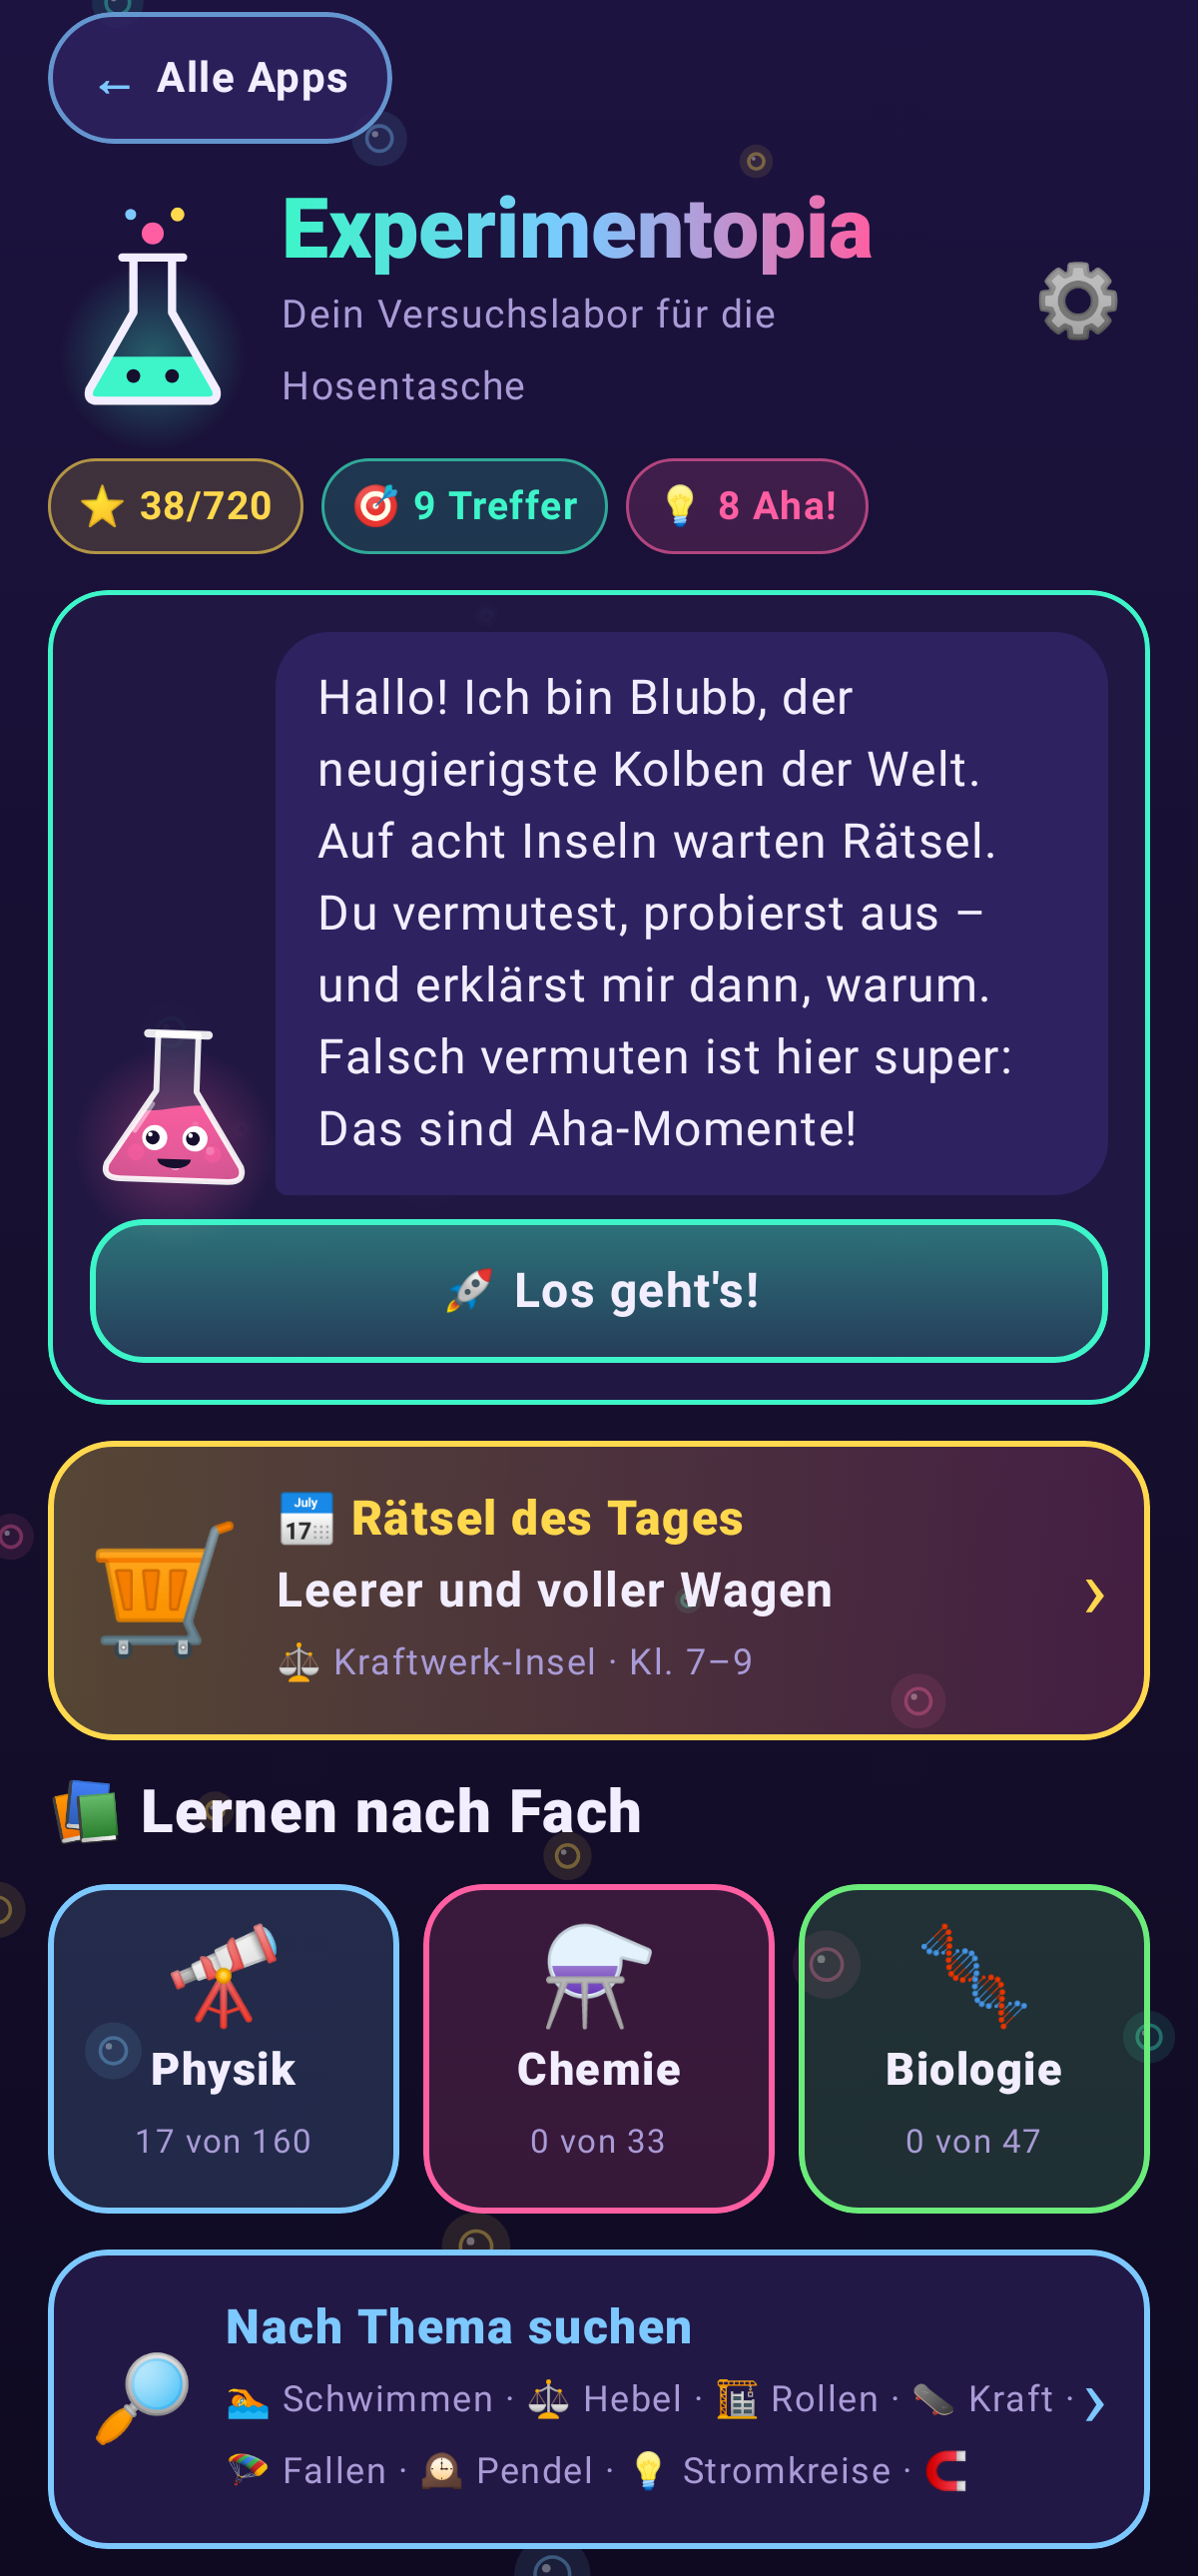 ← Alle Apps
Experimentopia
Dein Versuchslabor für die
Hosentasche
⭐ 38/720
🎯 9 Treffer
💡 8 Aha!
Hallo! Ich bin Blubb, der
neugierigste Kolben der Welt.
Auf acht Inseln warten Rätsel.
Du vermutest, probierst aus –
und erklärst mir dann, warum.
Falsch vermuten ist hier super:
Das sind Aha-Momente!
🚀 Los geht's!
July
17
Rätsel des Tages
Leerer und voller Wagen
⚖️ Kraftwerk-Insel · Kl. 7–9
›
Lernen nach Fach
Physik
17 von 160
Chemie
0 von 33
Biologie
0 von 47
Nach Thema suchen
🏊 Schwimmen · ⚖️ Hebel · 🏗️ Rollen · 🛹 Kraft ·
🪂 Fallen · 🕰️ Pendel · 💡 Stromkreise · 🧲
›